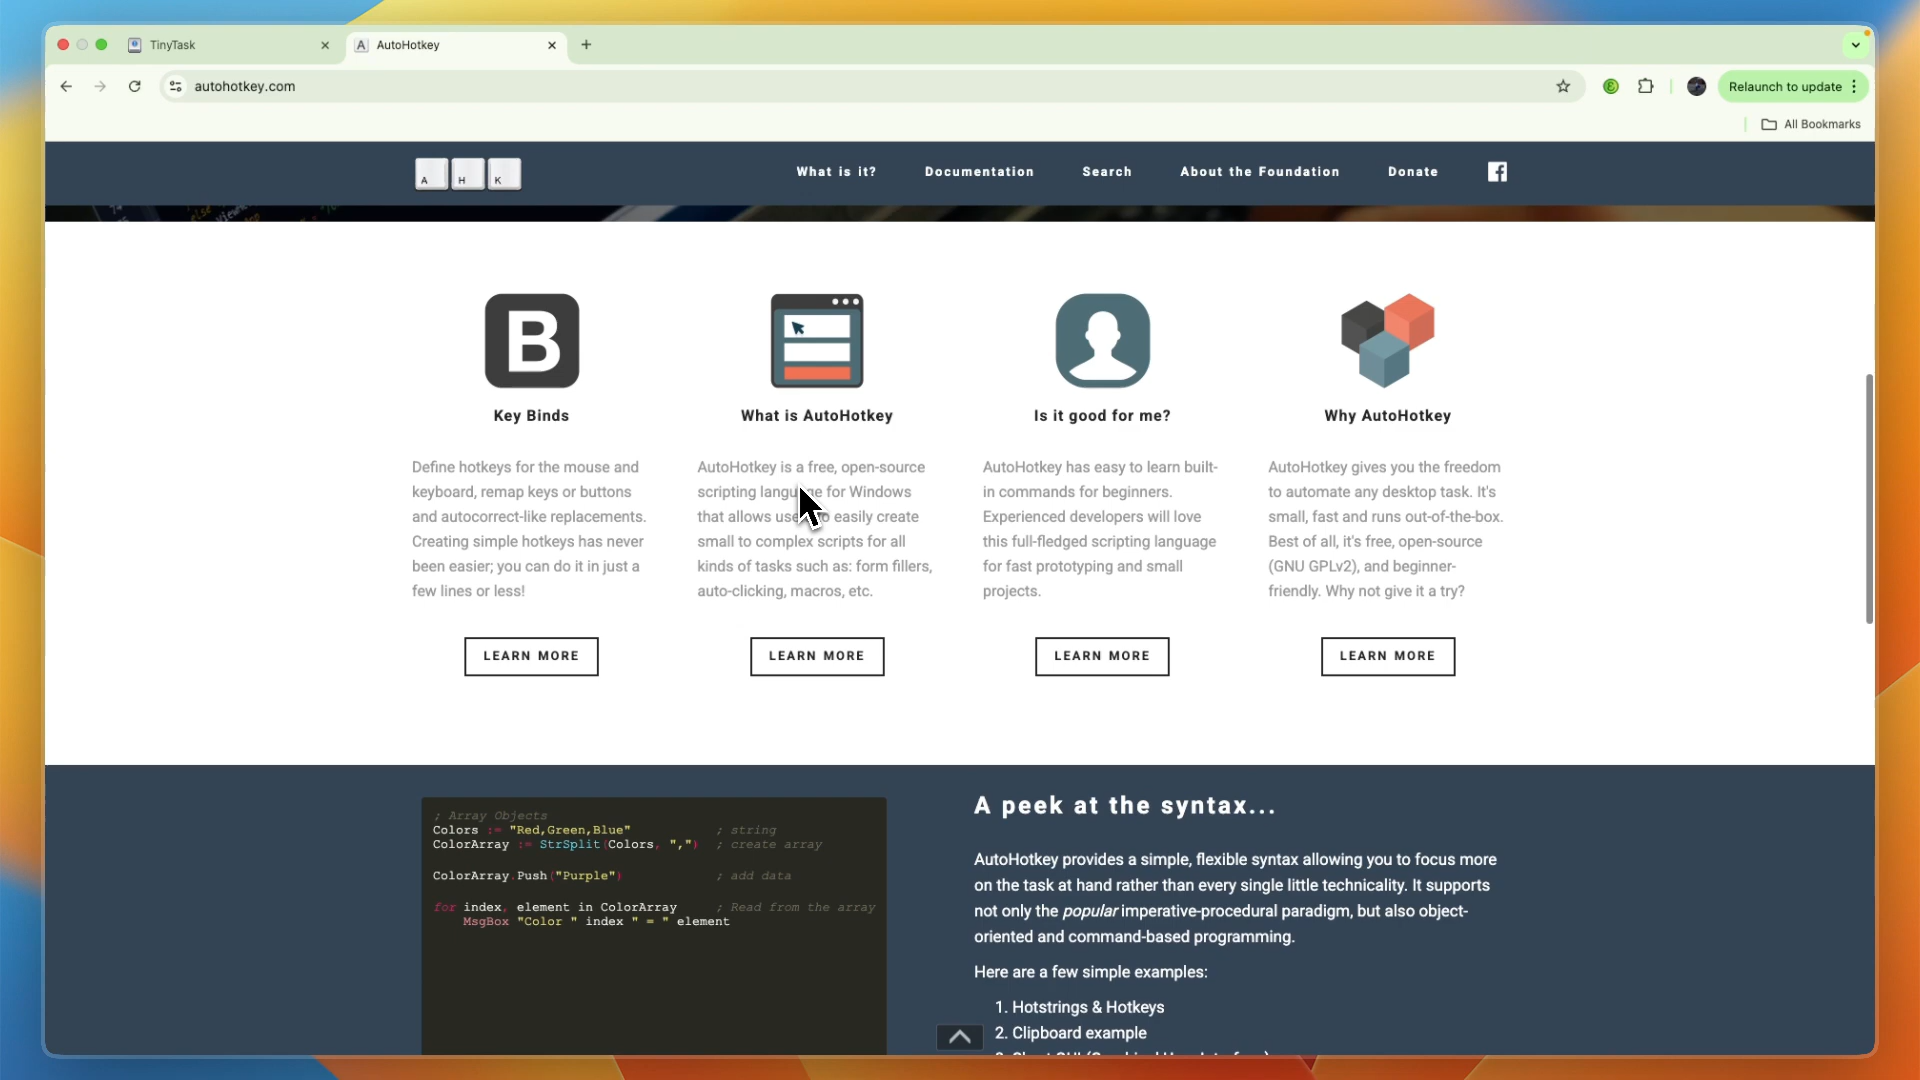 TinyTask
AutoHotkey
autohotkey.com
Relaunch to update
All Bookmarks
A H K
What is it?
Documentation
Search
About the Foundation
Donate
Key Binds
Define hotkeys for the mouse and
keyboard, remap keys or buttons
and autocorrect-like replacements.
Creating simple hotkeys has never
been easier; you can do it in just a
few lines or less!
LEARN MORE
What is AutoHotkey
AutoHotkey is a free, open-source
scripting language for Windows
that allows easily create
small to complex scripts for all
kinds of tasks such as: form fillers,
auto-clicking, macros, etc.
LEARN MORE
Is it good for me?
AutoHotkey has easy to learn built-
in commands for beginners.
Experienced developers will love
this full-fledged scripting language
for fast prototyping and small
projects.
LEARN MORE
Why AutoHotkey
AutoHotkey gives you the freedom
to automate any desktop task. It's
small, fast and runs out-of-the-box.
Best of all, it's free, open-source
(GNU GPLv2), and beginner-
friendly. Why not give it a try?
LEARN MORE
; Array Objects
Colors := "Red,Green,Blue" ; string
ColorArray := StrSplit(Colors, ",") ; create array
ColorArray.Push("Purple") ; add data
for index, element in ColorArray ; Read from the array
MsgBox "Color " index " = " element
A peek at the syntax...
AutoHotkey provides a simple, flexible syntax allowing you to focus more
on the task at hand rather than every single little technicality. It supports
not only the popular imperative-procedural paradigm, but also object-
oriented and command-based programming.
Here are a few simple examples:
1. Hotstrings & Hotkeys
2. Clipboard example